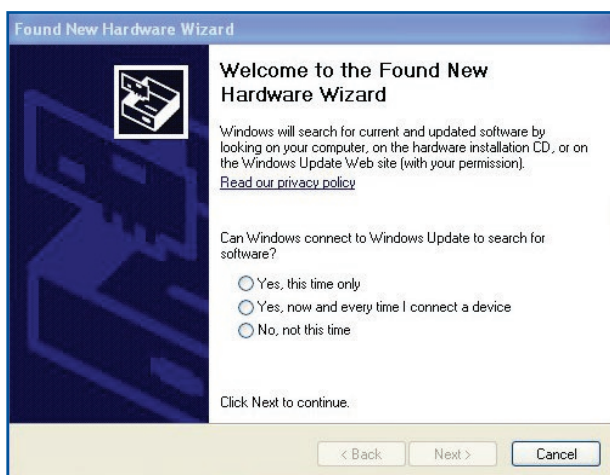 Found New Hardware Wizard
Welcome to the Found New
Hardware Wizard
Windows will search for current and updated software by
looking on your computer, on the hardware installation CD, or on
the Windows Update Web site (with your permission).
Read our privacy policy
Can Windows connect to Windows Update to search for
software?
Yes, this time only
Yes, now and every time I connect a device
No, not this time
Click Next to continue.
< Back Next > Cancel